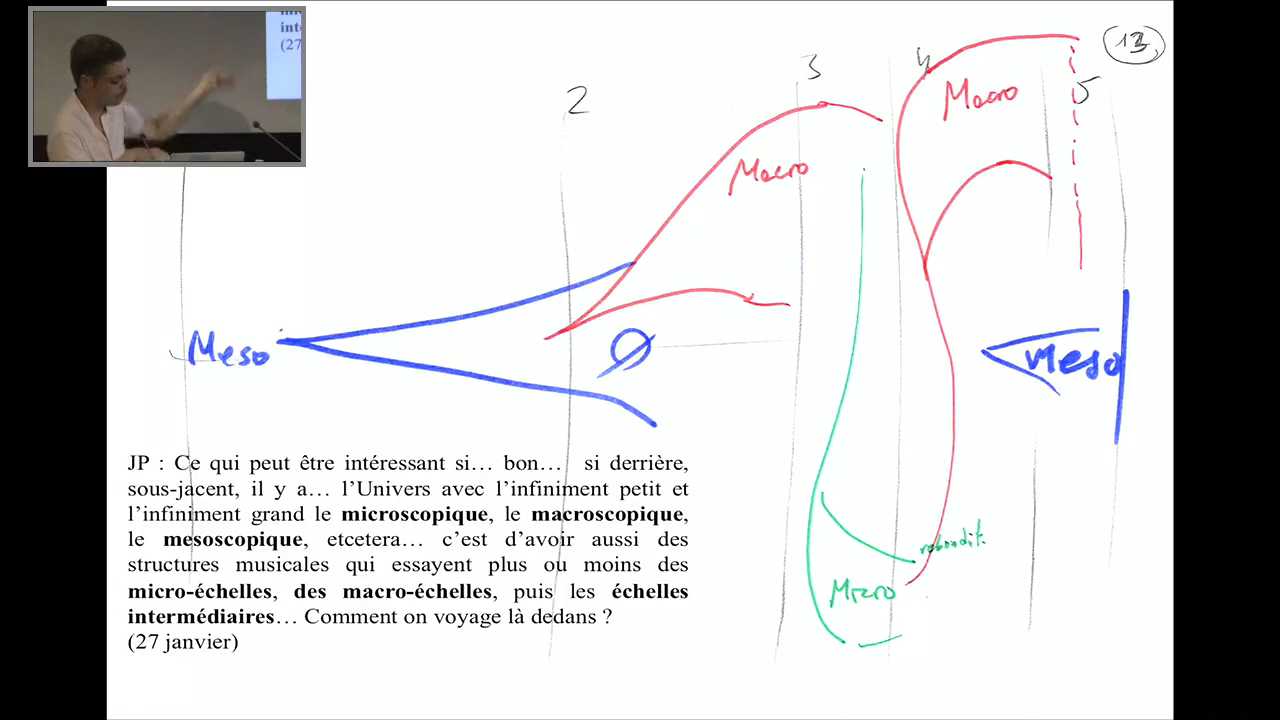 inte
(27
13
2
3
4
5
Macro
Macro
Meso
Ø
meso
rebondit
Micro
JP : Ce qui peut être intéressant si… bon… si derrière,
sous-jacent, il y a… l’Univers avec l’infiniment petit et
l’infiniment grand le microscopique, le macroscopique,
le mesoscopique, etcetera… c’est d’avoir aussi des
structures musicales qui essayent plus ou moins des
micro-échelles, des macro-échelles, puis les échelles
intermédiaires… Comment on voyage là dedans ?
(27 janvier)